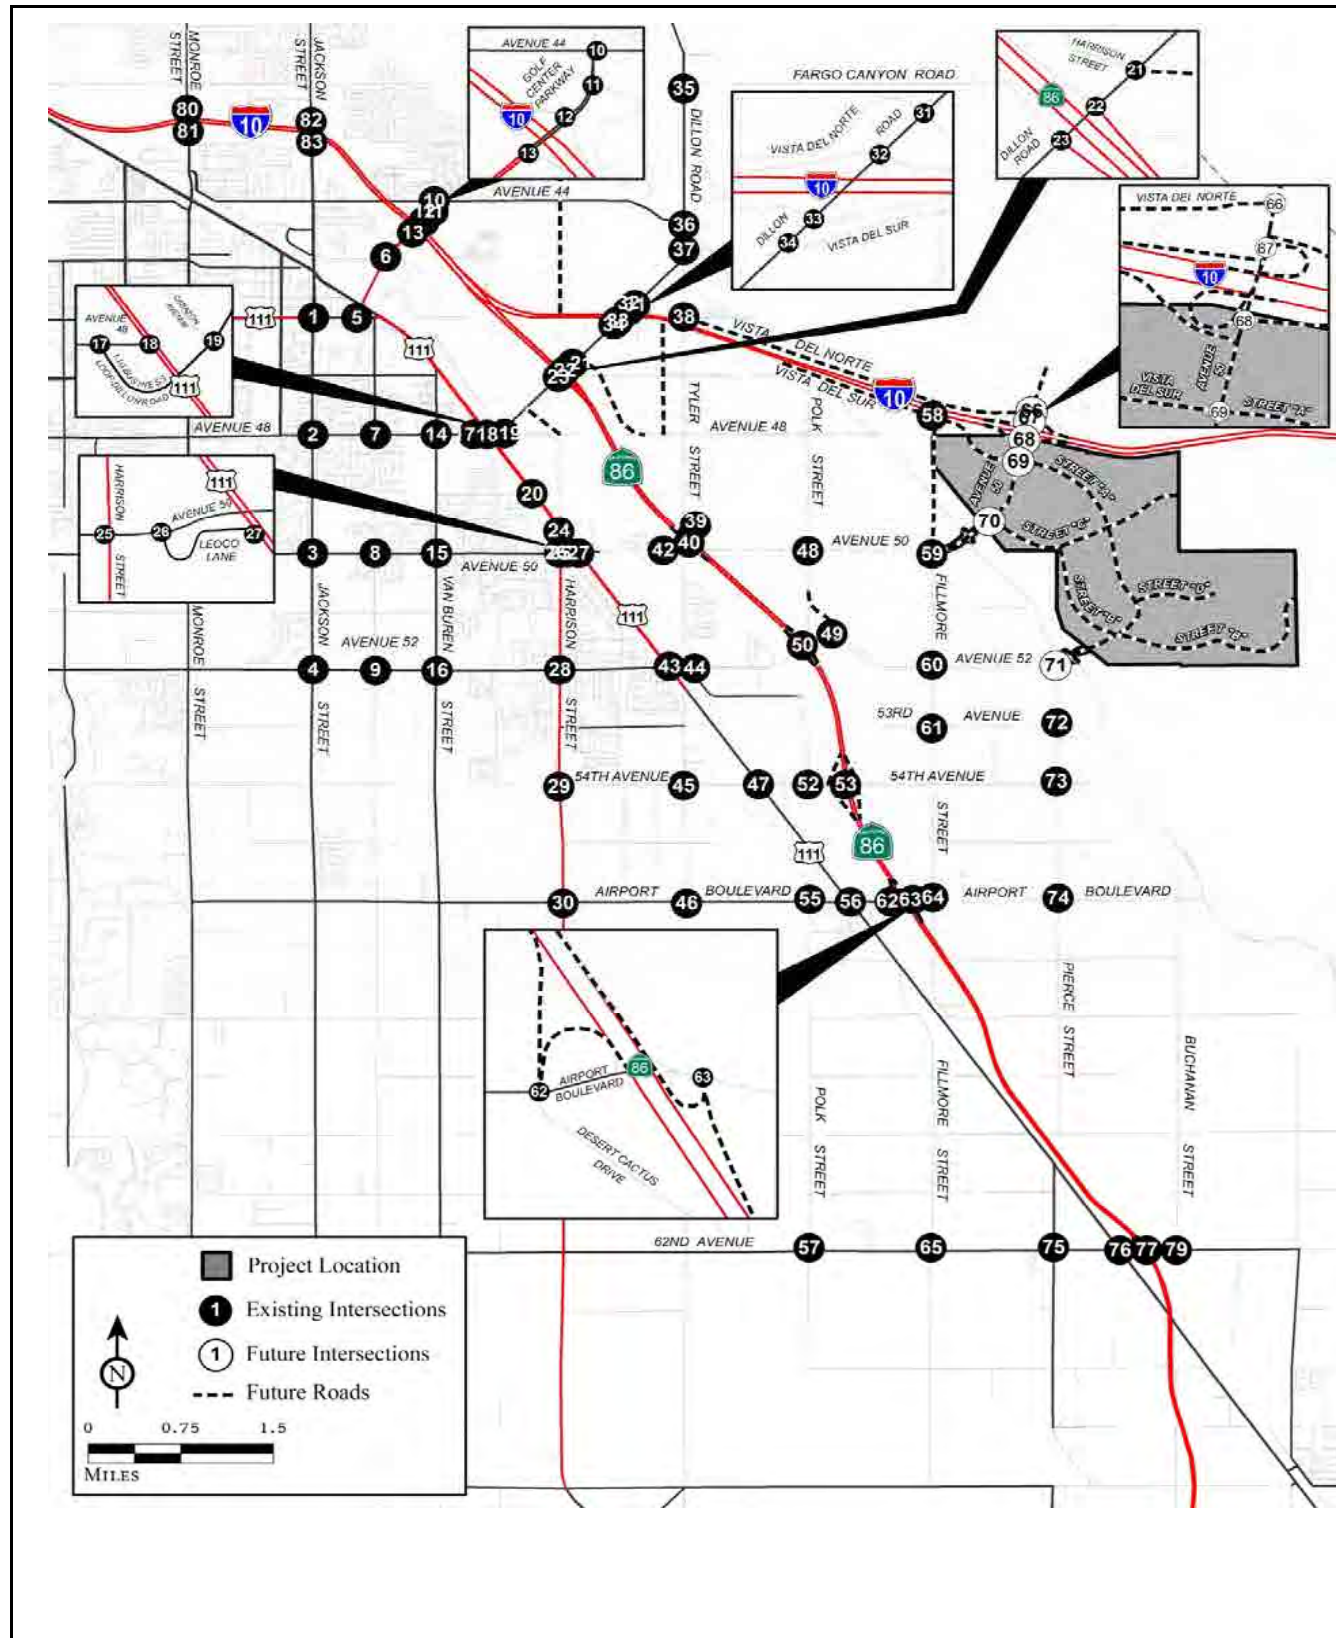 MONROE
STREET
JACKSON
STREET
80
81
10
82
83
AVENUE 44
10
GOLF
CENTER
PARKWAY
11
12
10
13
35
DILLON ROAD
FARGO CANYON ROAD
VISTA DEL NORTE
ROAD
31
32
10
DILLON
33
34
VISTA DEL SUR
HARRISON
STREET
21
86
22
23
DILLON
ROAD
VISTA DEL NORTE
66
67
10
68
AVENUE
50
VISTA
DEL SUR
69
STREET "A"
AVENUE 44
10
13
6
36
37
38
VISTA
DEL NORTE
VISTA DEL SUR
10
AVENUE
48
17
18
19
111
111
1
5
111
AVENUE 48
2
7
14
18
19
20
86
TYLER
STREET
AVENUE 48
POLK
STREET
58
66
68
69
AVENUE
50
STREET "A"
STREET "C"
STREET "D"
STREET "B"
70
HARRISON
STREET
25
26
27
AVENUE 50
LEOCO
LANE
111
24
27
3
8
15
AVENUE 50
39
40
42
48
AVENUE 50
59
JACKSON
STREET
VAN BUREN
STREET
HARRISON
STREET
MONROE
STREET
111
FILLMORE
STREET
AVENUE 52
4
9
16
28
43
44
49
50
60
AVENUE 52
71
53RD
61
AVENUE
72
29
54TH AVENUE
45
47
52
53
54TH AVENUE
73
111
86
30
AIRPORT
46
BOULEVARD
55
56
62
63
64
AIRPORT
74
BOULEVARD
86
63
62
AIRPORT
BOULEVARD
DESERT CACTUS
DRIVE
PIERCE
STREET
POLK
STREET
FILLMORE
STREET
BUCHANAN
STREET
62ND AVENUE
57
65
75
76
77
79
Project Location
1 Existing Intersections
1 Future Intersections
Future Roads
N
0 0.75 1.5
MILES